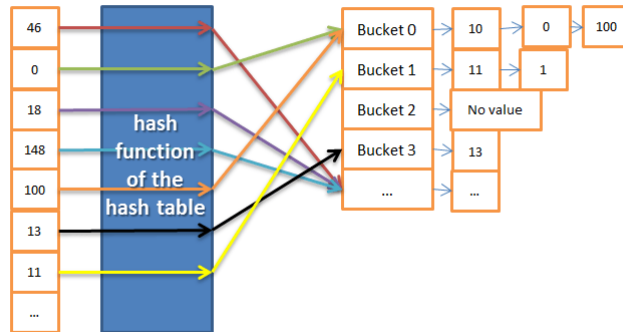 46
0
18
148
100
13
11
...
hash
function
of the
hash table
Bucket 0
10
0
100
Bucket 1
11
1
Bucket 2
No value
Bucket 3
13
...
...